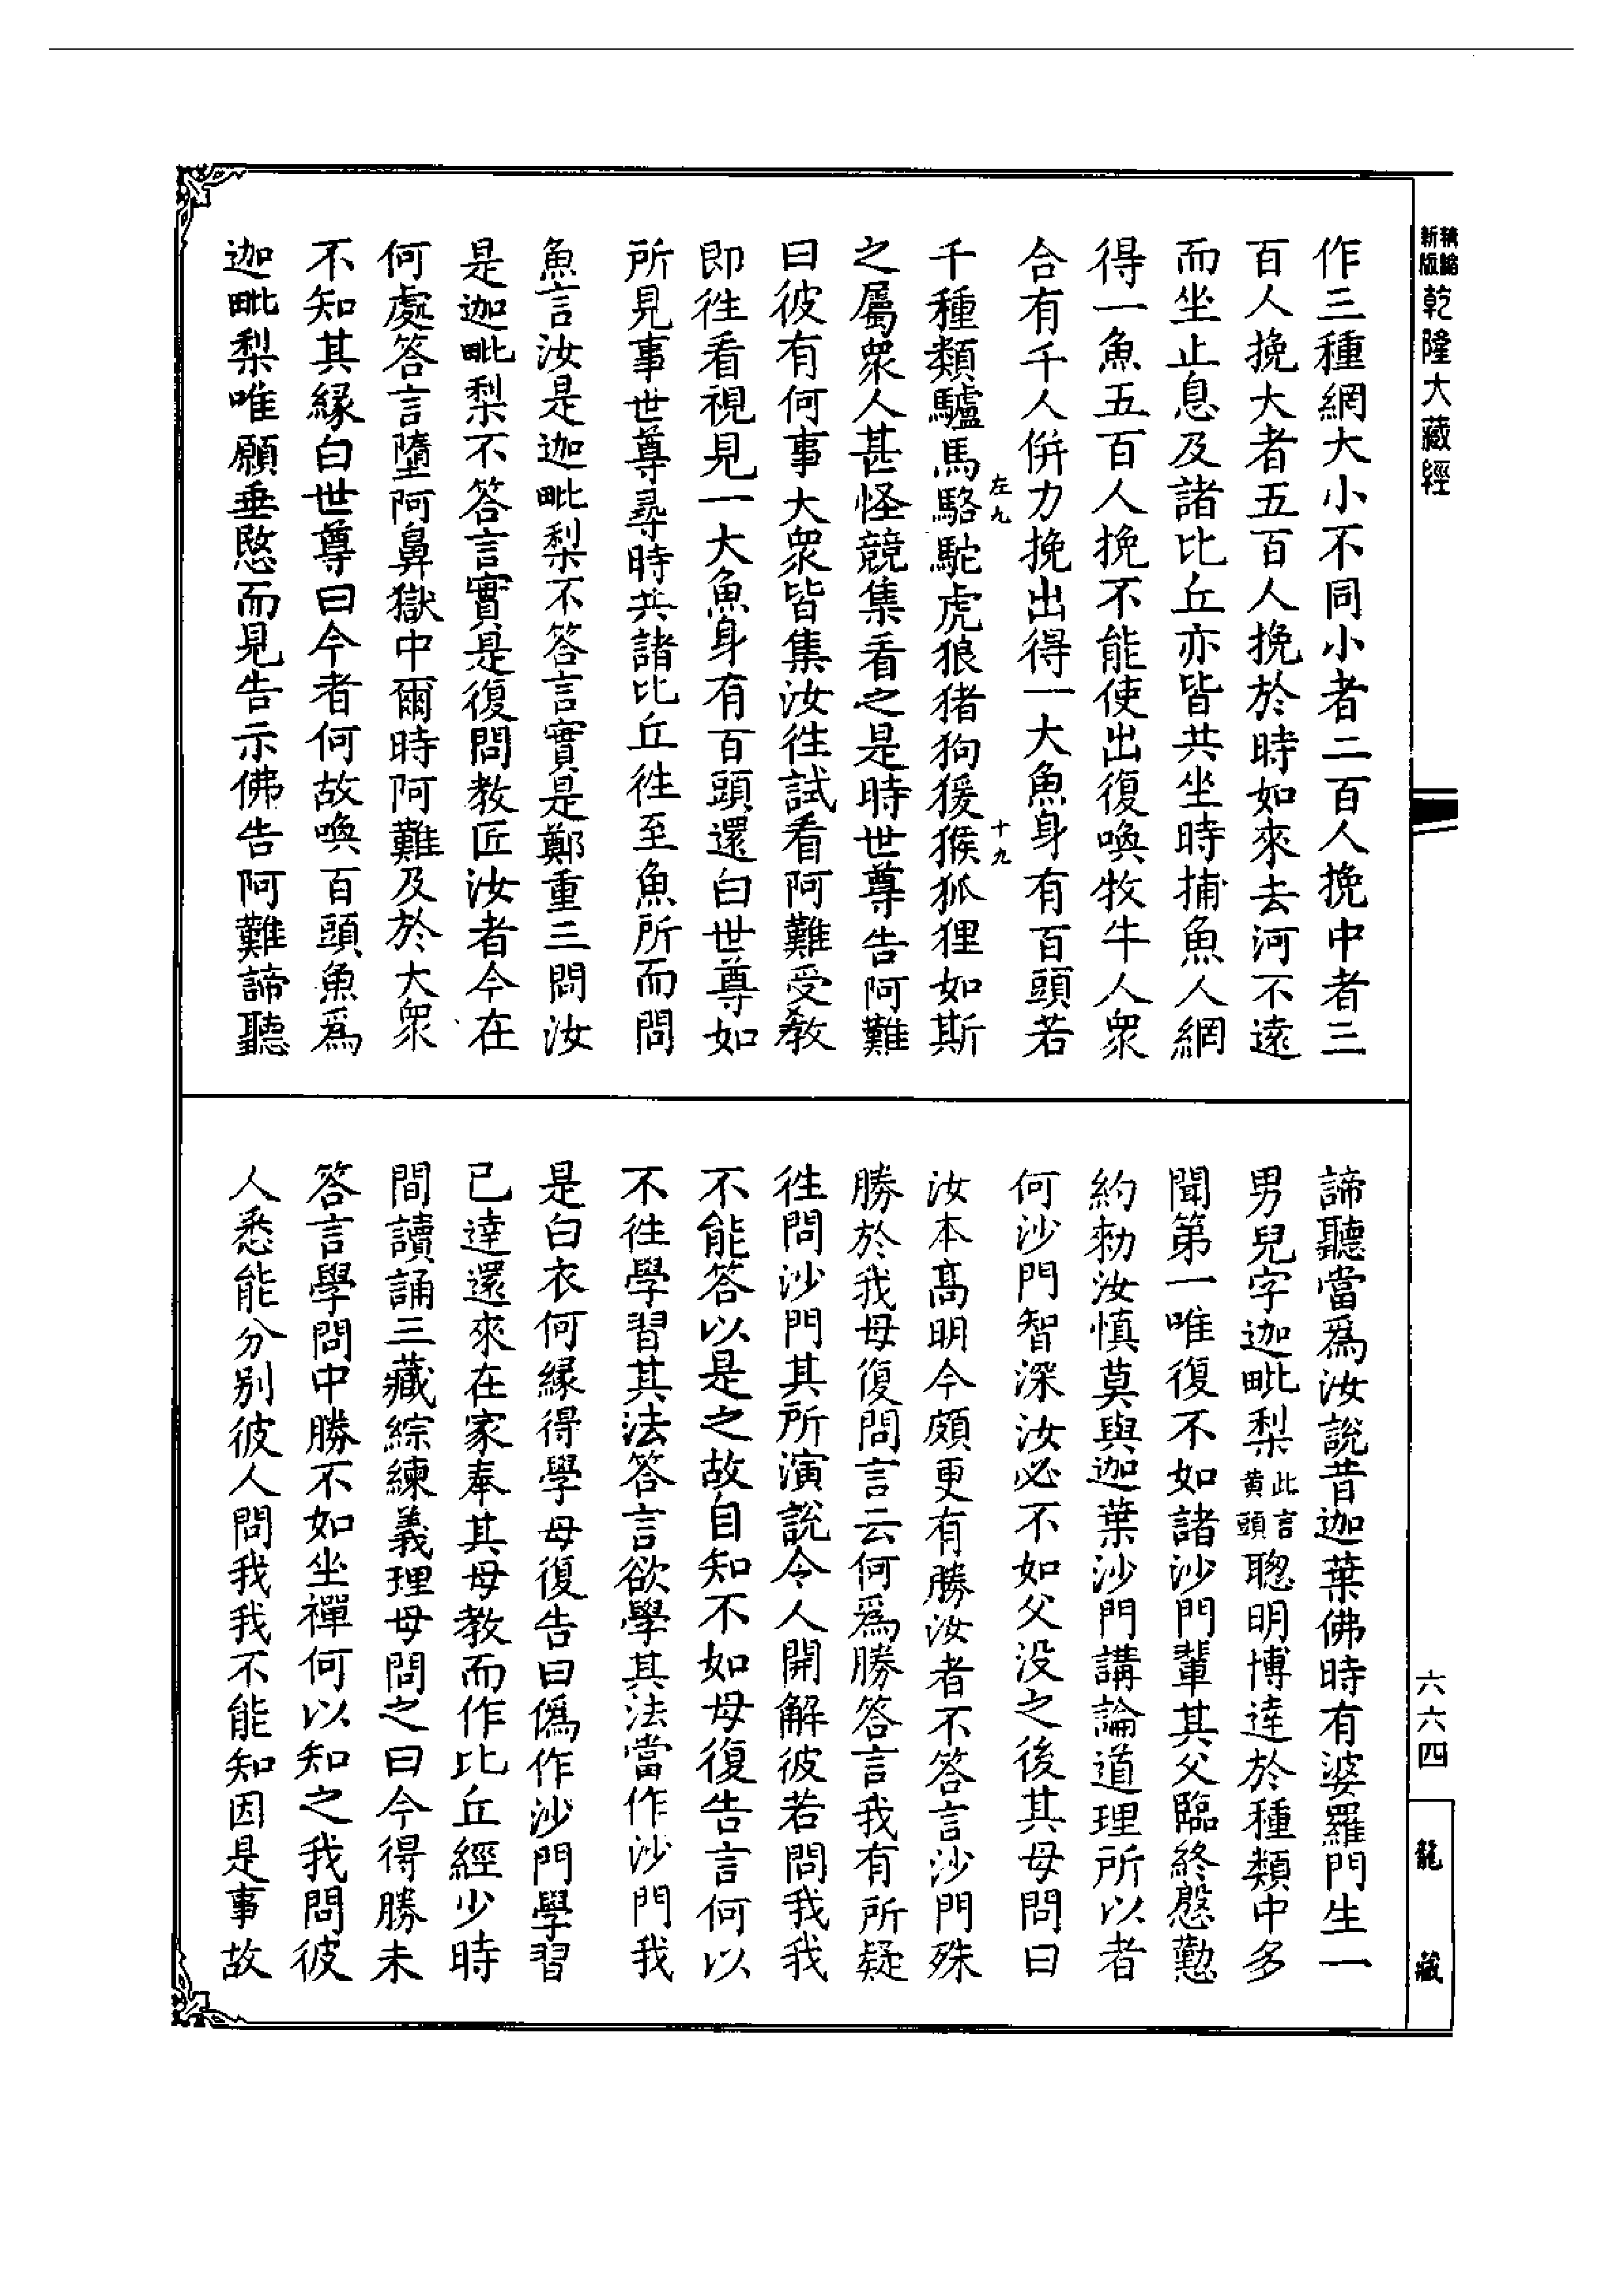 新版精縮乾隆大藏經
作三種網大小不同小者二百人挽中者三
百人挽大者五百人挽於時如來去河不遠
而坐止息及諸比丘亦皆共坐時捕魚人網
得一魚五百人挽不能使出復喚牧牛人衆
合有千人併力挽出得一大魚身有百頭若
左九
十九
千種類驢馬駱駝虎狼猪狗猨猴狐狸如斯
之屬衆人甚怪競集看之是時世尊告阿難
曰彼有何事大衆皆集汝往試看阿難受教
即往看視見一大魚身有百頭還白世尊如
所見事世尊尋時共諸比丘往至魚所而問
魚言汝是迦毗梨不答言實是鄭重三問汝
是迦毗梨不答言實是復問教匠汝者今在
何處答言墮阿鼻獄中爾時阿難及於大衆
不知其緣白世尊曰今者何故喚百頭魚爲
迦毗梨唯願垂愍而見告示佛告阿難諦聽
諦聽當爲汝說昔迦葉佛時有婆羅門生一
男兒字迦毗梨此言黃頭聰明博達於種類中多
聞第一唯復不如諸沙門輩其父臨終慇懃
約勑汝慎莫與迦葉沙門講論道理所以者
何沙門智深汝必不如父没之後其母問曰
汝本高明今頗更有勝汝者不答言沙門殊
勝於我母復問言云何爲勝答言我有所疑
往問沙門其所演說令人開解彼若問我我
不能答以是之故自知不如母復告言何以
不往學習其法答言欲學其法當作沙門我
是白衣何緣得學母復告曰僞作沙門學習
已達還來在家奉其母教而作比丘經少時
間讀誦三藏綜練義理母問之曰今得勝未
答言學問中勝不如坐禪何以知之我問彼
人悉能分別彼人問我我不能知因是事故
六六四
龍藏